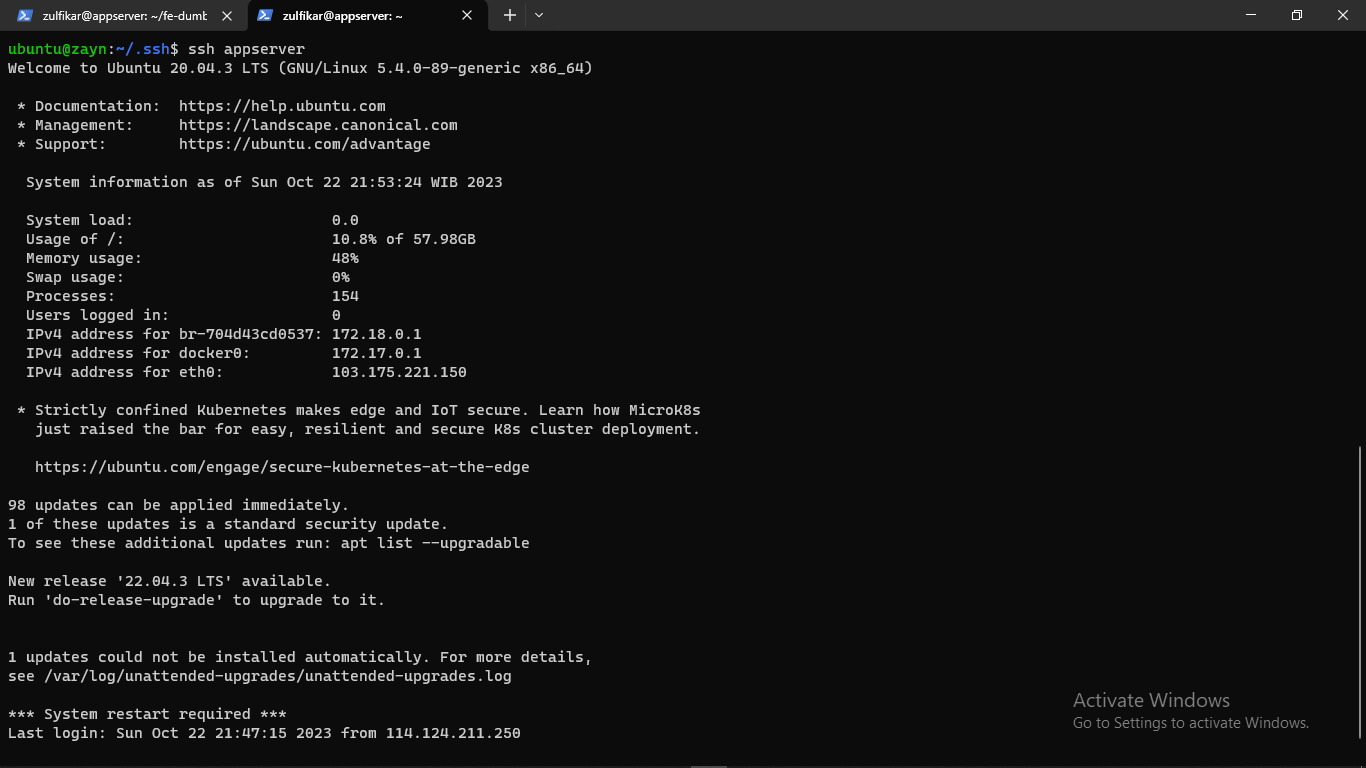 zulfikar@appserver: ~/fe-dumb
zulfikar@appserver: ~
ubuntu@zayn:~/.ssh$ ssh appserver
Welcome to Ubuntu 20.04.3 LTS (GNU/Linux 5.4.0-89-generic x86_64)
* Documentation:  https://help.ubuntu.com
* Management:     https://landscape.canonical.com
* Support:        https://ubuntu.com/advantage
System information as of Sun Oct 22 21:53:24 WIB 2023
System load:                      0.0
Usage of /:                       10.8% of 57.98GB
Memory usage:                     48%
Swap usage:                       0%
Processes:                        154
Users logged in:                  0
IPv4 address for br-704d43cd0537: 172.18.0.1
IPv4 address for docker0:         172.17.0.1
IPv4 address for eth0:            103.175.221.150
* Strictly confined Kubernetes makes edge and IoT secure. Learn how MicroK8s
just raised the bar for easy, resilient and secure K8s cluster deployment.
https://ubuntu.com/engage/secure-kubernetes-at-the-edge
98 updates can be applied immediately.
1 of these updates is a standard security update.
To see these additional updates run: apt list --upgradable
New release '22.04.3 LTS' available.
Run 'do-release-upgrade' to upgrade to it.
1 updates could not be installed automatically. For more details,
see /var/log/unattended-upgrades/unattended-upgrades.log
*** System restart required ***
Last login: Sun Oct 22 21:47:15 2023 from 114.124.211.250
Activate Windows
Go to Settings to activate Windows.